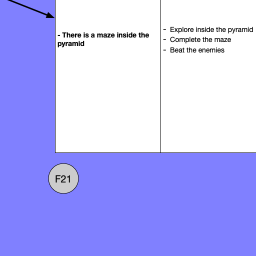 - There is a maze inside the
pyramid
- Explore inside the pyramid
- Complete the maze
- Beat the enemies
F21